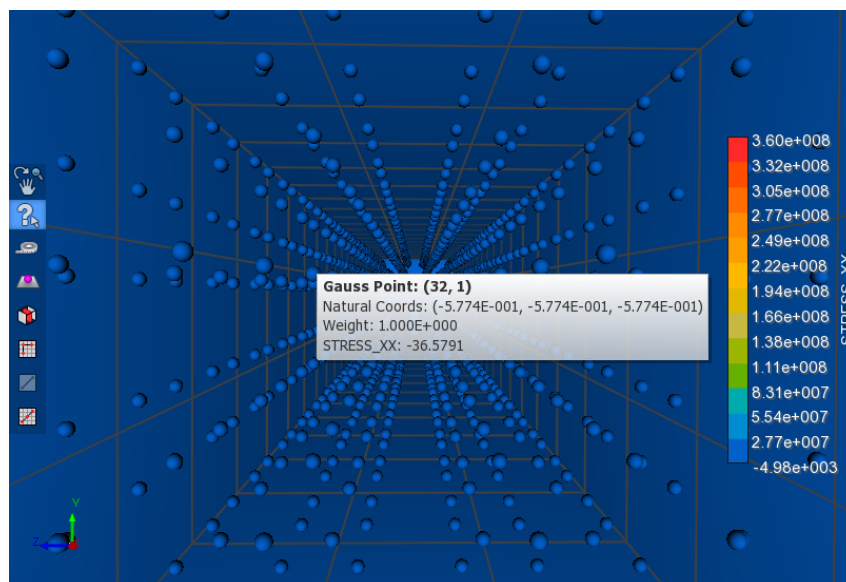 Gauss Point: (32, 1)
Natural Coords: (-5.774E-001, -5.774E-001, -5.774E-001)
Weight: 1.000E+000
STRESS_XX: -36.5791
3.60e+008
3.32e+008
3.05e+008
2.77e+008
2.49e+008
2.22e+008
1.94e+008
1.66e+008
1.38e+008
1.11e+008
8.31e+007
5.54e+007
2.77e+007
-4.98e+003
STRESS_XX
Y
Z